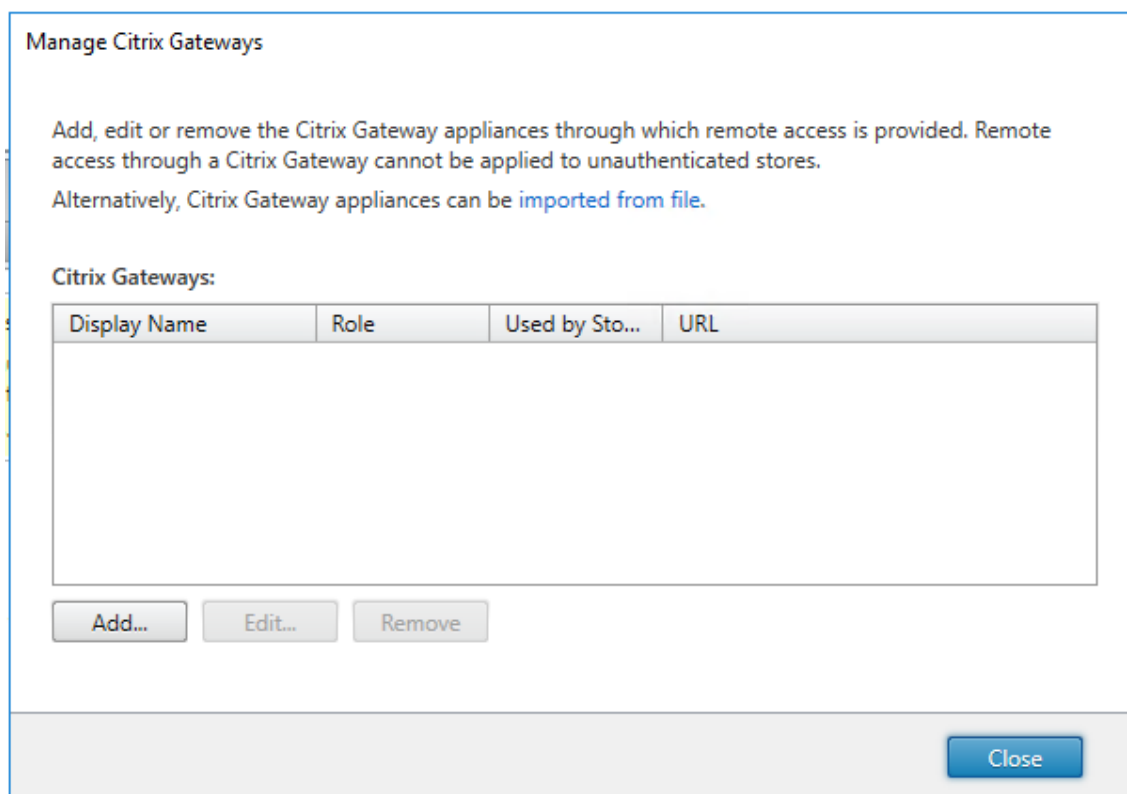 Manage Citrix Gateways
Add, edit or remove the Citrix Gateway appliances through which remote access is provided. Remote
access through a Citrix Gateway cannot be applied to unauthenticated stores.
Alternatively, Citrix Gateway appliances can be imported from file.
Citrix Gateways:
Display Name Role Used by Sto... URL
Add... Edit... Remove
Close